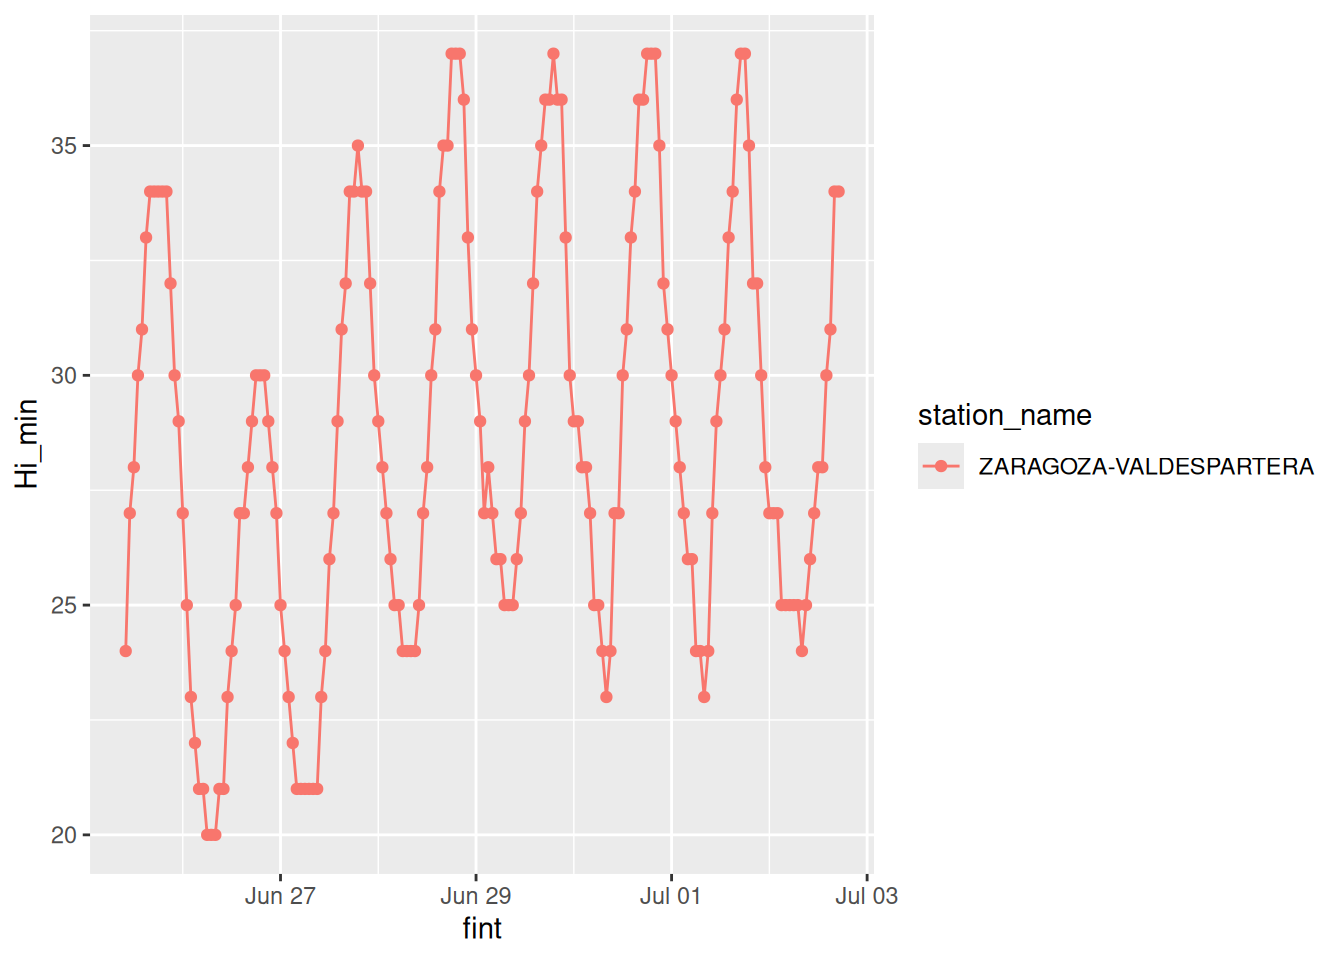 35
30
25
20
Hi_min
Jun 27 Jun 29 Jul 01 Jul 03
fint
station_name
ZARAGOZA-VALDESPARTERA